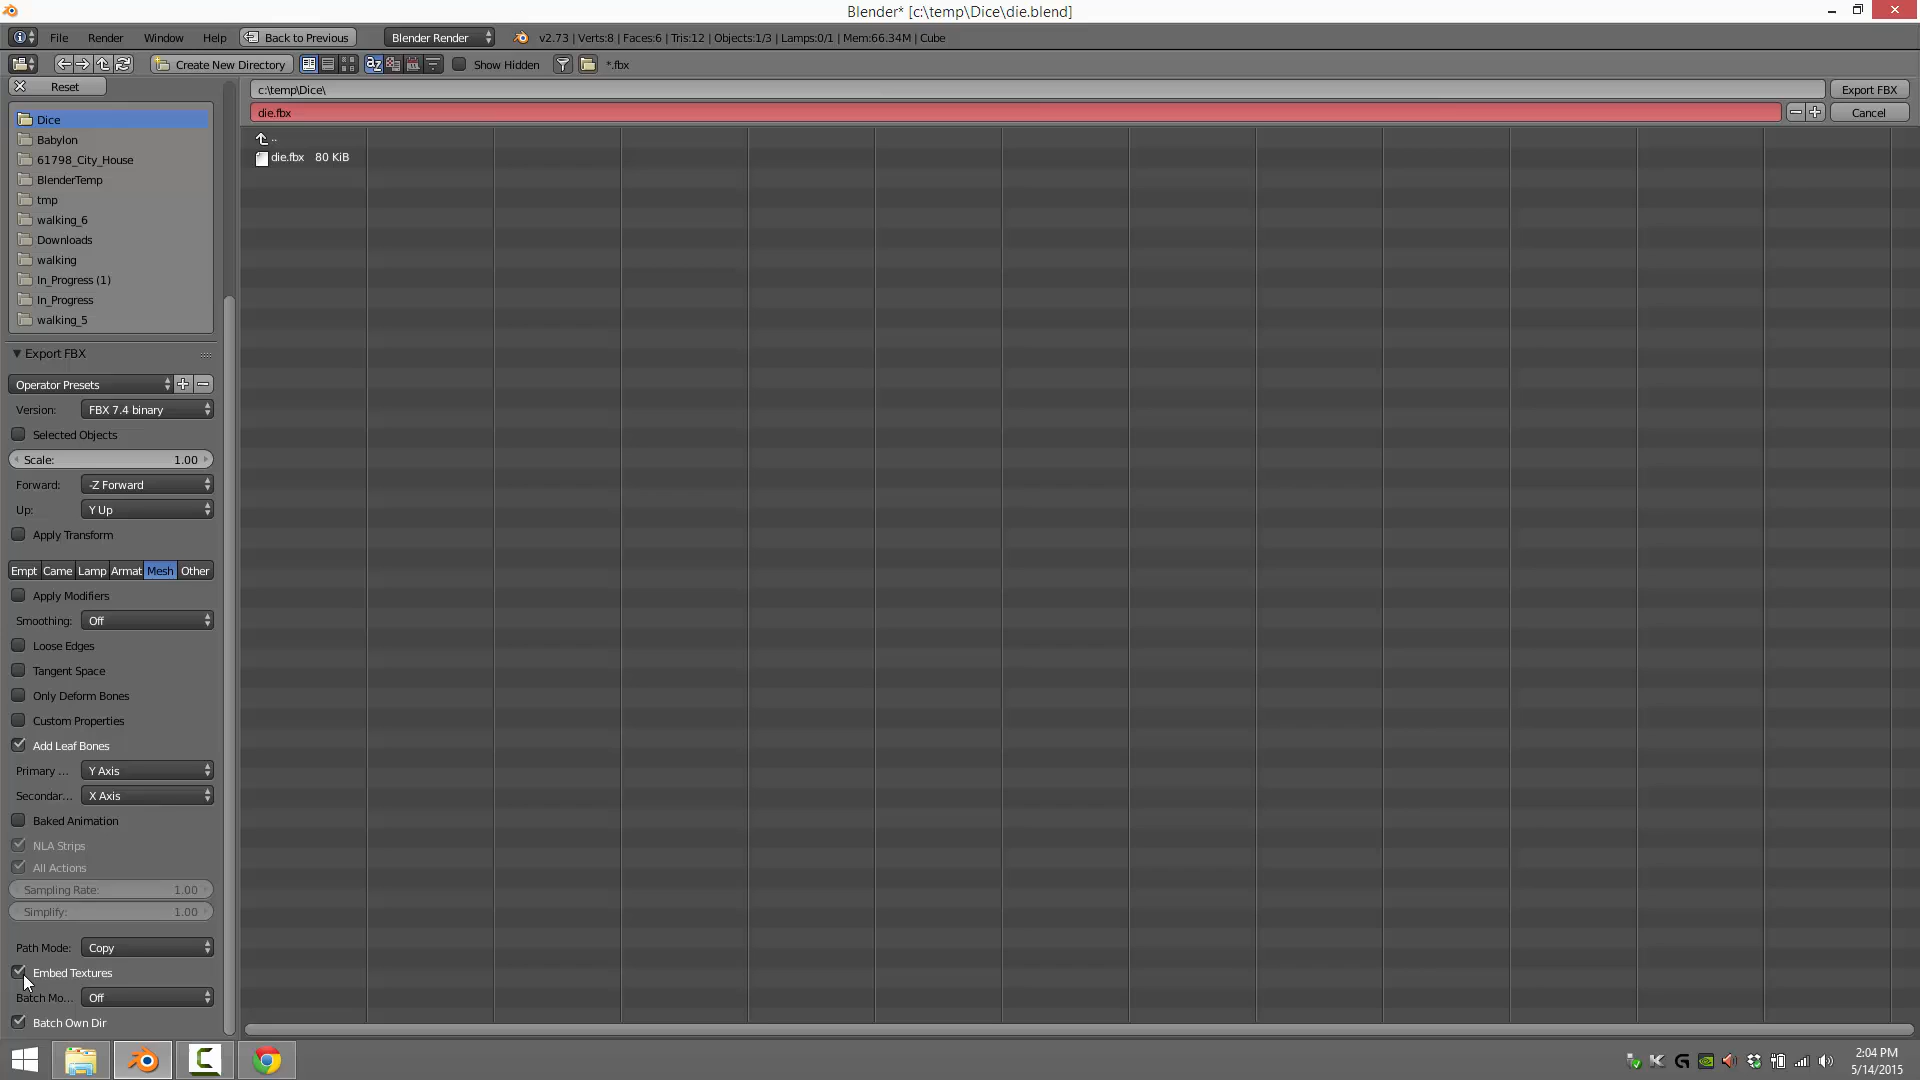 Blender* [c:\temp\Dice\die.blend]
File Render Window Help Back to Previous Blender Render v2.73 | Verts:8 | Faces:6 | Tris:12 | Objects:1/3 | Lamps:0/1 | Mem:66.34M | Cube
Create New Directory Show Hidden *.fbx
Reset
c:\temp\Dice\ Export FBX
die.fbx Cancel
..
die.fbx 80 KiB
Dice
Babylon
61798_City_House
BlenderTemp
tmp
walking_6
Downloads
walking
In_Progress (1)
In_Progress
walking_5
Export FBX
Operator Presets
Version: FBX 7.4 binary
Selected Objects
Scale: 1.00
Forward: -Z Forward
Up: Y Up
Apply Transform
Empt Came Lamp Armat Mesh Other
Apply Modifiers
Smoothing: Off
Loose Edges
Tangent Space
Only Deform Bones
Custom Properties
Add Leaf Bones
Primary ... Y Axis
Secondar... X Axis
Baked Animation
NLA Strips
All Actions
Sampling Rate: 1.00
Simplify: 1.00
Path Mode: Copy
Embed Textures
Batch Mo... Off
Batch Own Dir
2:04 PM
5/14/2015